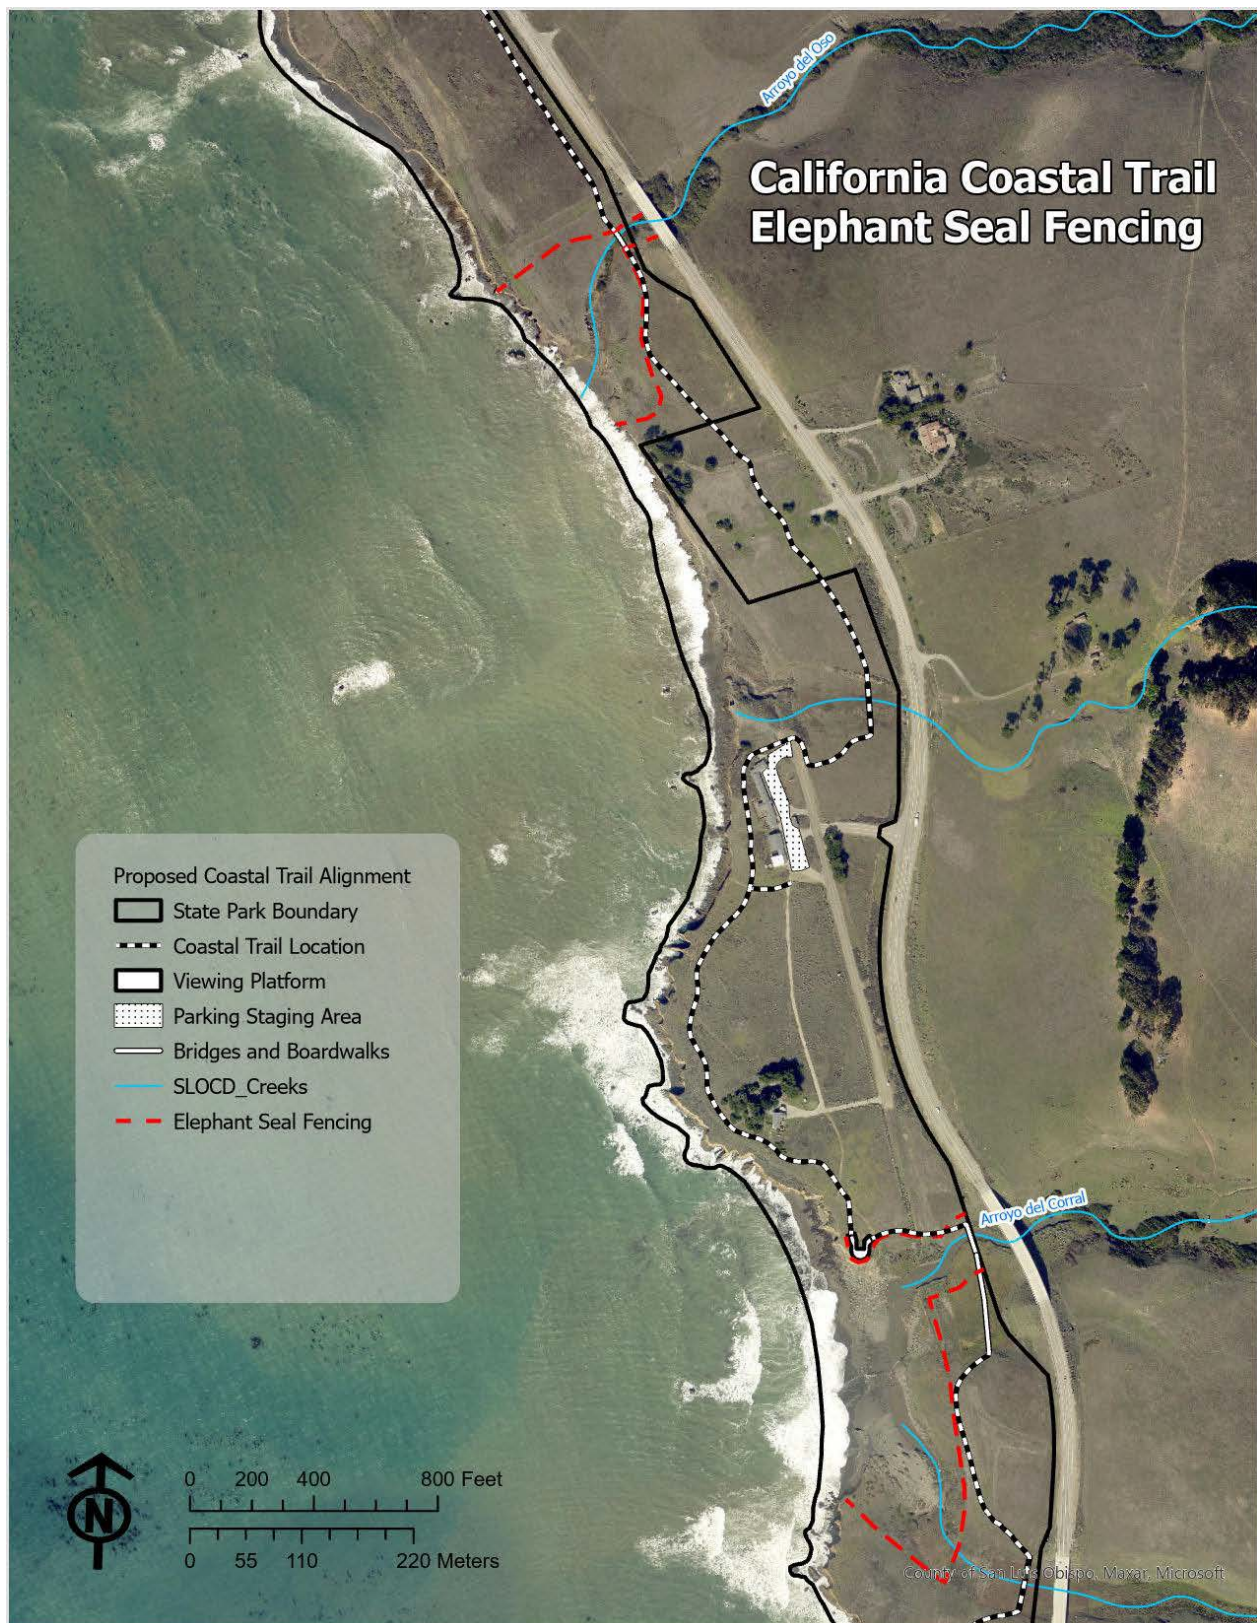 Arroyo del Oso
California Coastal Trail
Elephant Seal Fencing
Proposed Coastal Trail Alignment
State Park Boundary
Coastal Trail Location
Viewing Platform
Parking Staging Area
Bridges and Boardwalks
SLOCD_Creeks
Elephant Seal Fencing
Arroyo del Corral
N
0 200 400 800 Feet
0 55 110 220 Meters
County of San Luis Obispo, Maxar, Microsoft